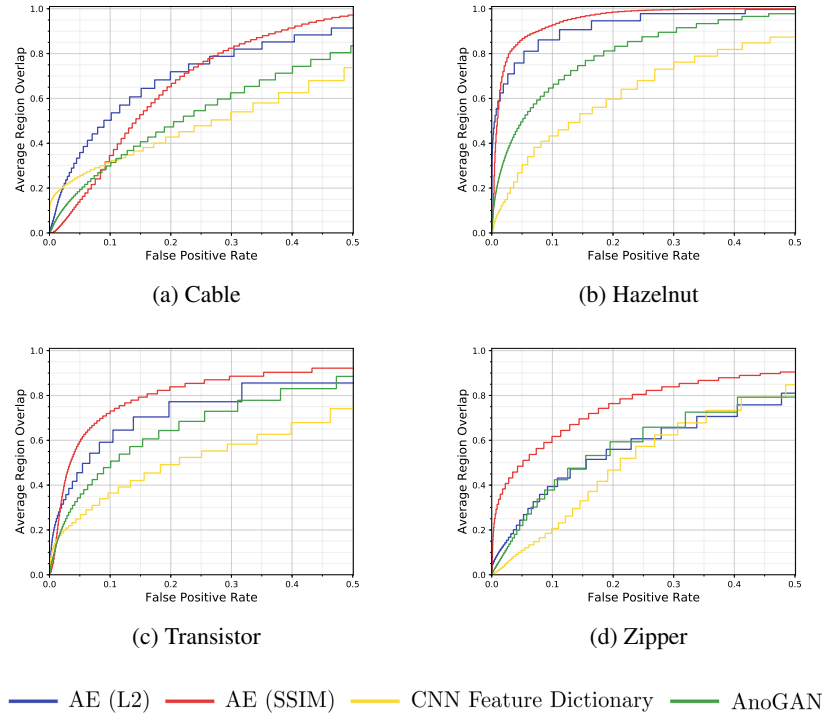 1.0
0.8
0.6
0.4
0.2
0.0
Average Region Overlap
0.0 0.1 0.2 0.3 0.4 0.5
False Positive Rate
(a) Cable
1.0
0.8
0.6
0.4
0.2
0.0
Average Region Overlap
0.0 0.1 0.2 0.3 0.4 0.5
False Positive Rate
(b) Hazelnut
1.0
0.8
0.6
0.4
0.2
0.0
Average Region Overlap
0.0 0.1 0.2 0.3 0.4 0.5
False Positive Rate
(c) Transistor
1.0
0.8
0.6
0.4
0.2
0.0
Average Region Overlap
0.0 0.1 0.2 0.3 0.4 0.5
False Positive Rate
(d) Zipper
AE (L2) AE (SSIM) CNN Feature Dictionary AnoGAN